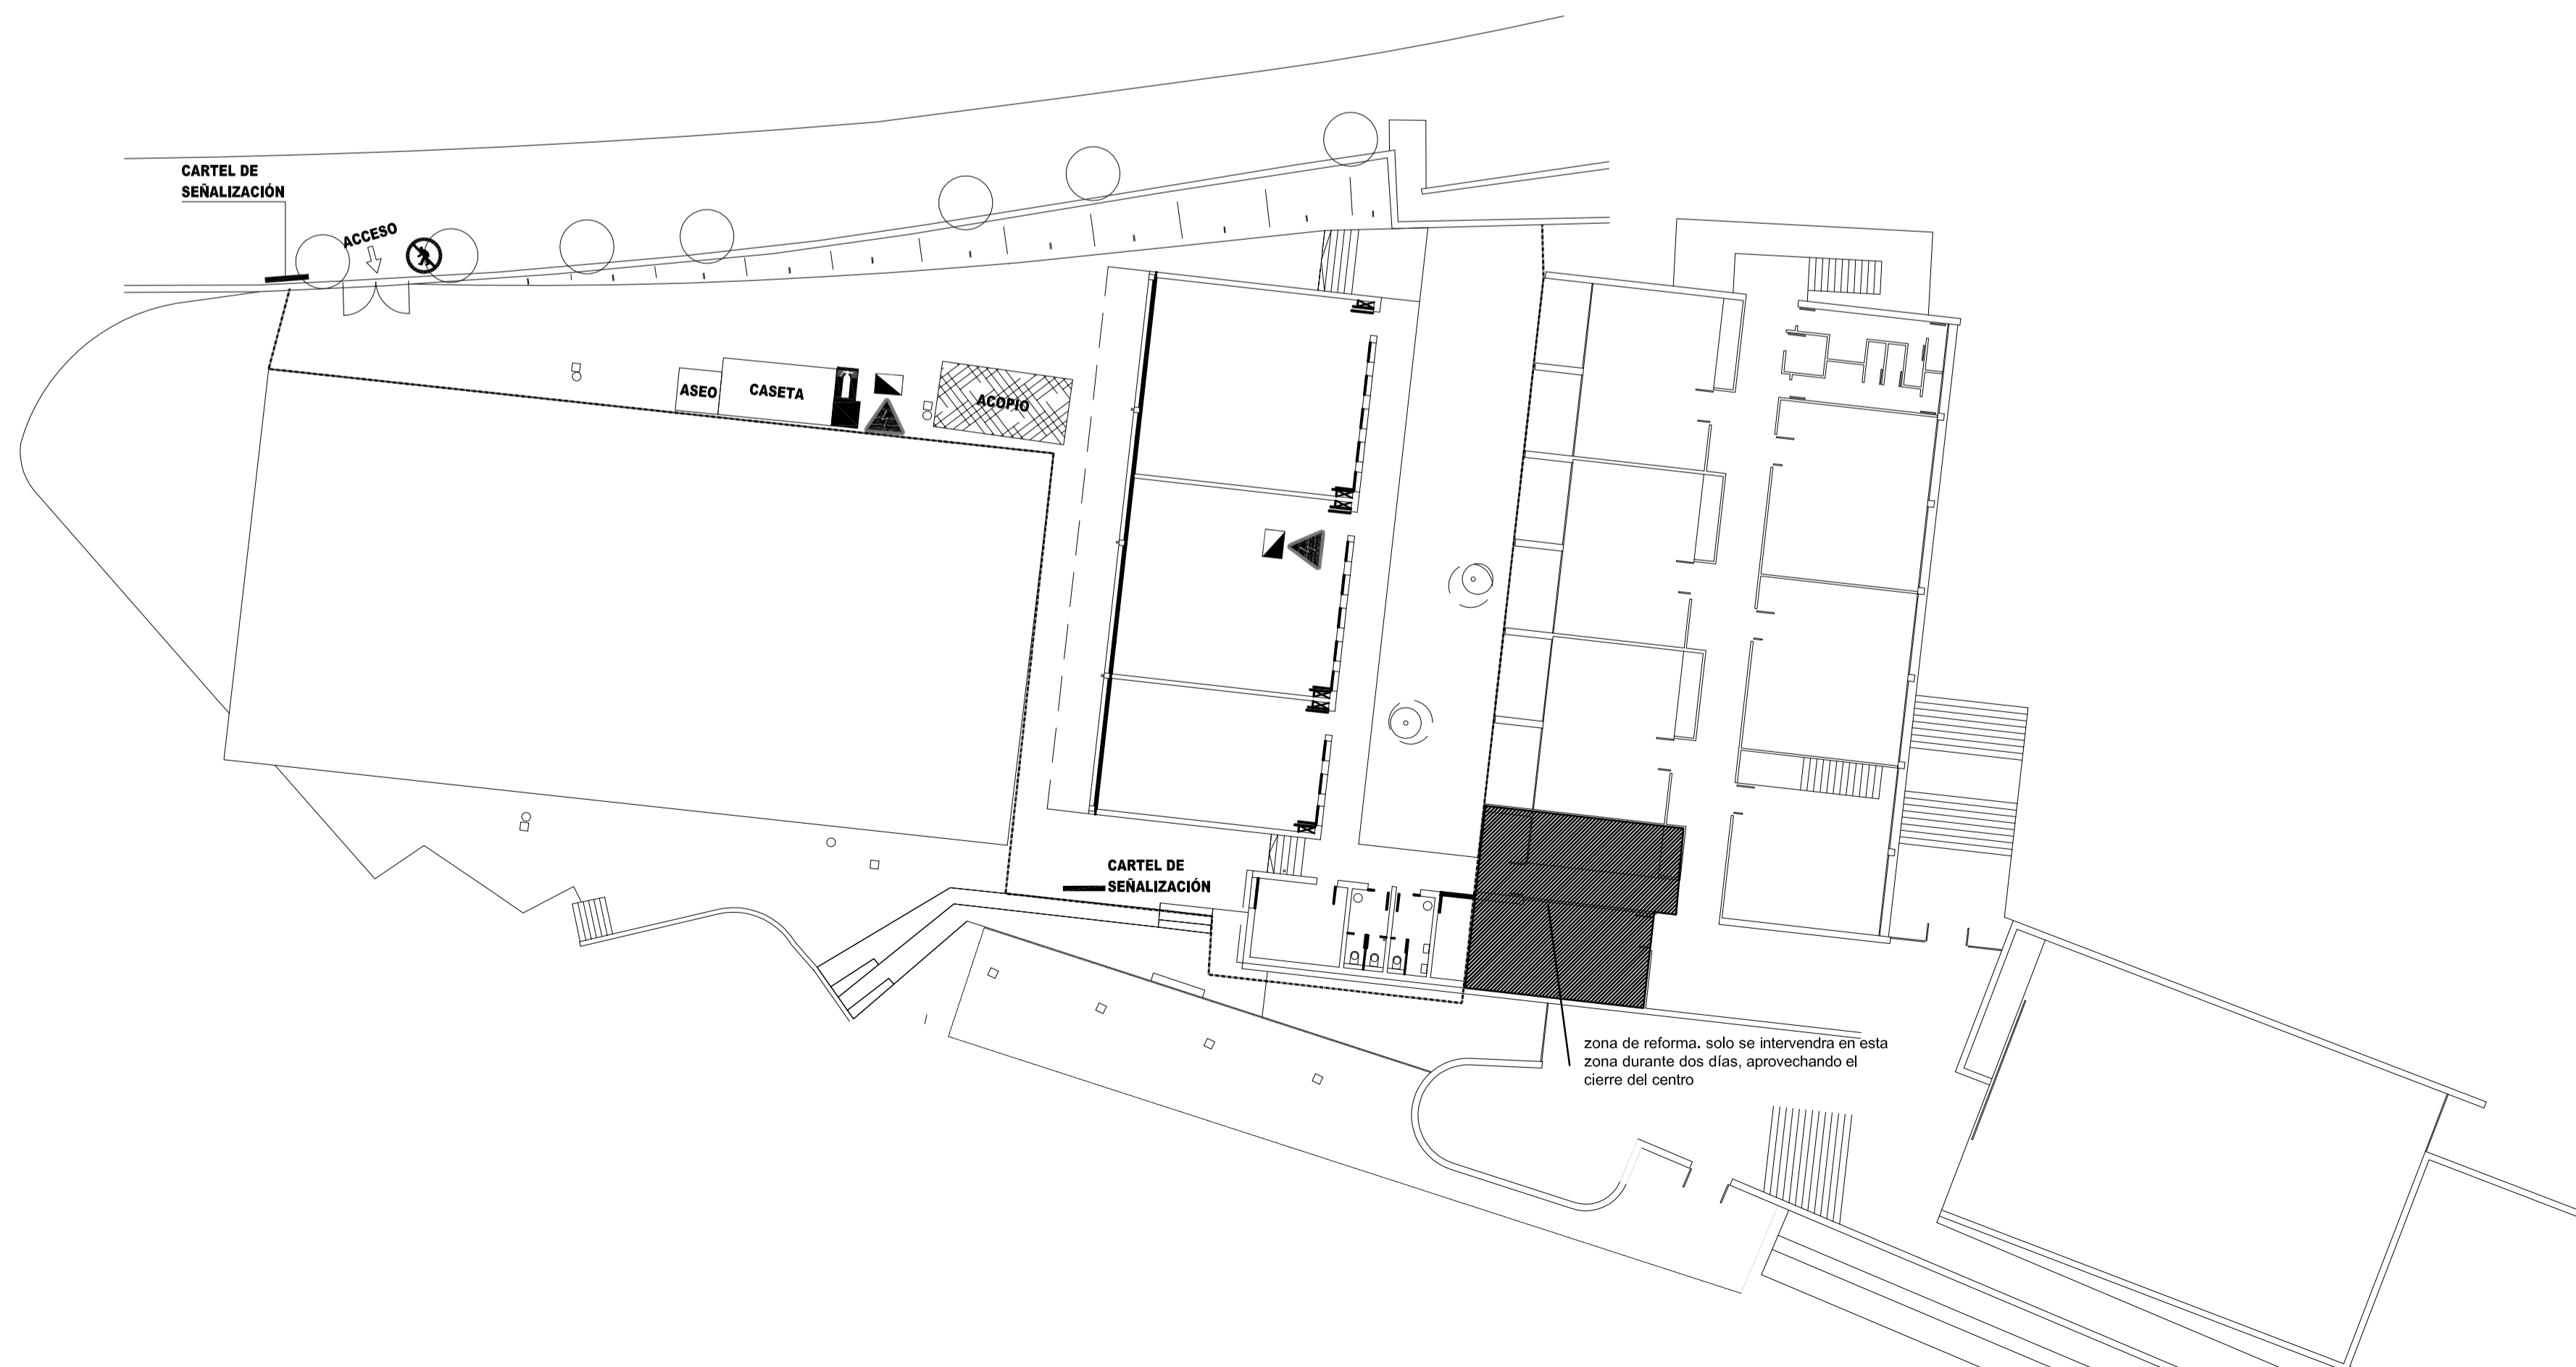 CARTEL DE
SEÑALIZACIÓN
ACCESO
ASEO
CASETA
ACOPIO
CARTEL DE
SEÑALIZACIÓN
zona de reforma. solo se intervendra en esta
zona durante dos días, aprovechando el
cierre del centro